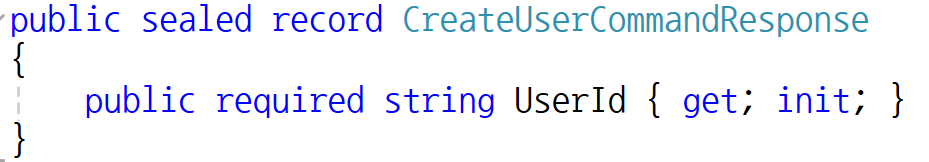 public sealed record CreateUserCommandResponse
{
    public required string UserId { get; init; }
}